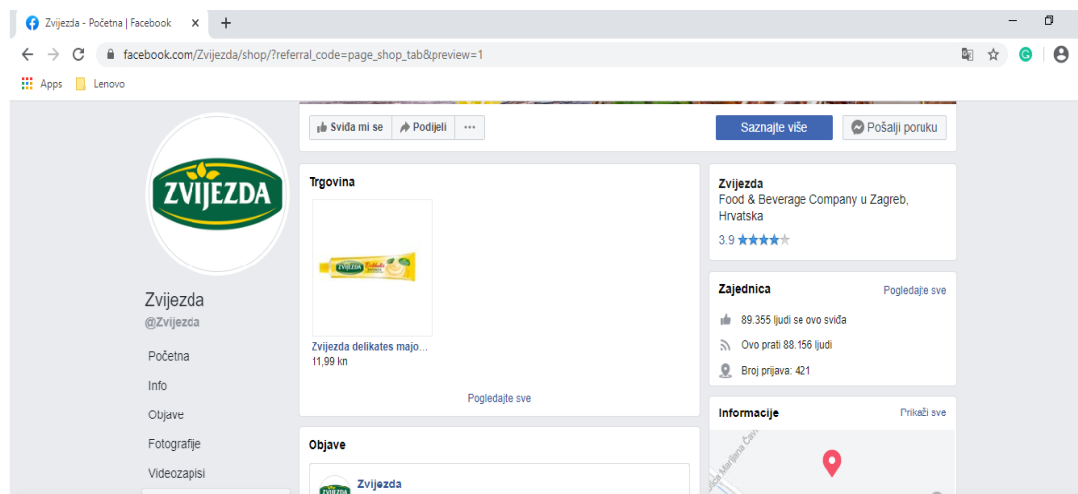 Zvijezda - Početna | Facebook
facebook.com/Zvijezda/shop/?referral_code=page_shop_tab&preview=1
Apps
Lenovo
Sviđa mi se
Podijeli
Saznajte više
Pošalji poruku
ZVIJEZDA
Zvijezda
@Zvijezda
Početna
Info
Objave
Fotografije
Videozapisi
Trgovina
ZVIJEZDA
Zvijezda delikates majo...
11,99 kn
Pogledajte sve
Objave
ZVIJEZDA
Zvijezda
Zvijezda
Food & Beverage Company u Zagreb,
Hrvatska
3.9
Zajednica
Pogledajte sve
89.355 ljudi se ovo sviđa
Ovo prati 88.156 ljudi
Broj prijava: 421
Informacije
Prikaži sve